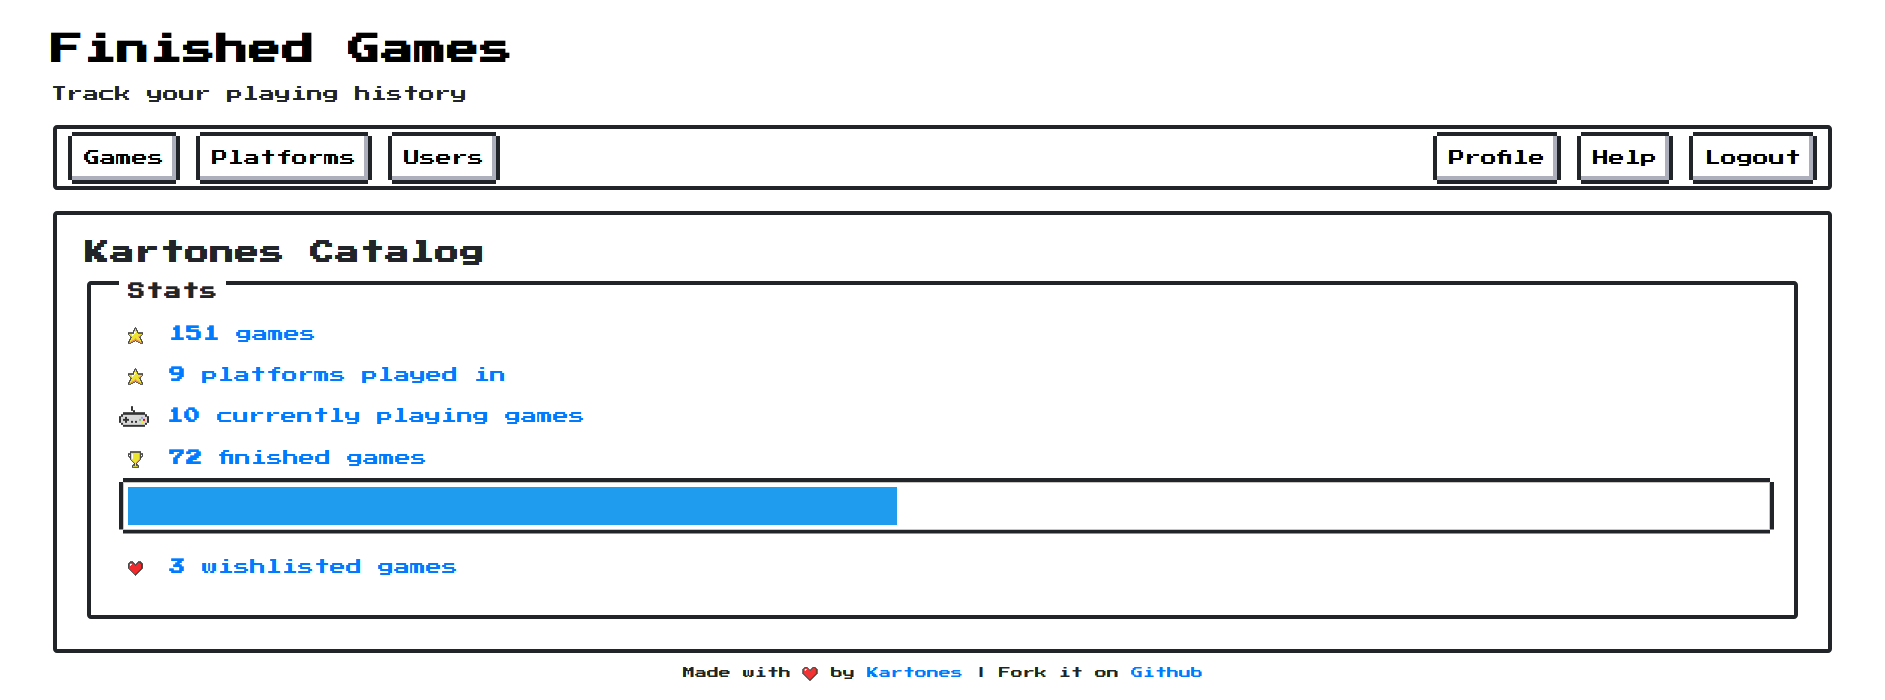 Finished Games
Track your playing history
Games Platforms Users Profile Help Logout
Kartones Catalog
Stats
151 games
9 platforms played in
10 currently playing games
72 finished games
3 wishlisted games
Made with ❤ by Kartones | Fork it on Github